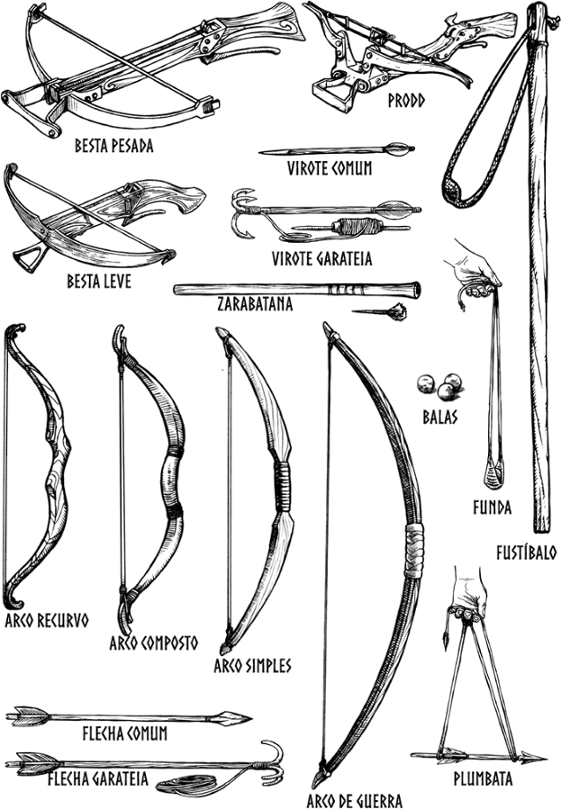 BESTA PESADA
PRODD
VIROTE COMUM
VIROTE GARATEIA
BESTA LEVE
ZARABATANA
BALAS
FUNDA
FUSTÍBALO
ARCO RECURVO
ARCO COMPOSTO
ARCO SIMPLES
FLECHA COMUM
FLECHA GARATEIA
ARCO DE GUERRA
PLUMBATA